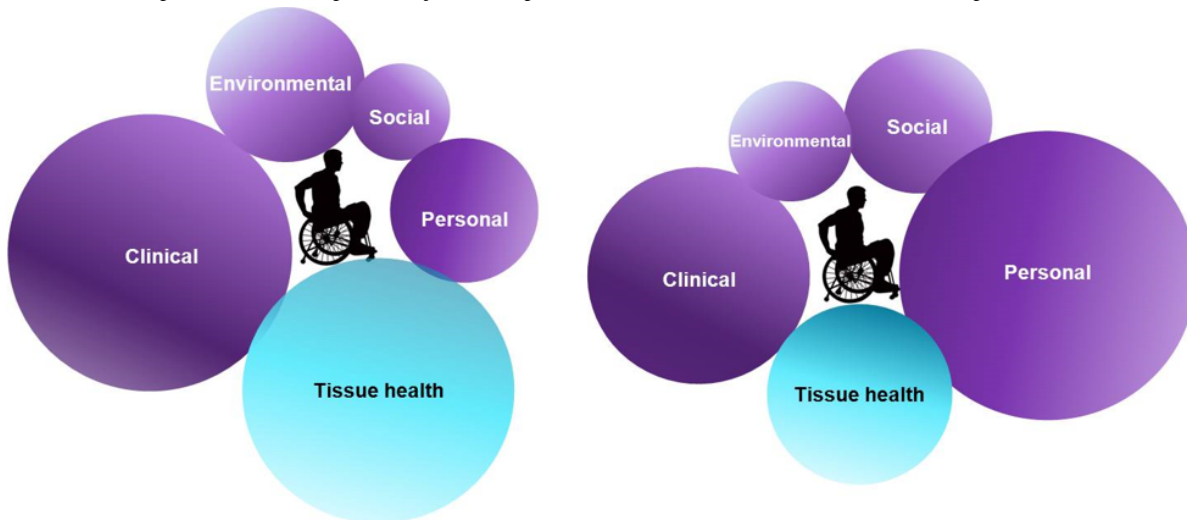 Environmental
Social
Personal
Clinical
Tissue health
Environmental
Social
Personal
Clinical
Tissue health